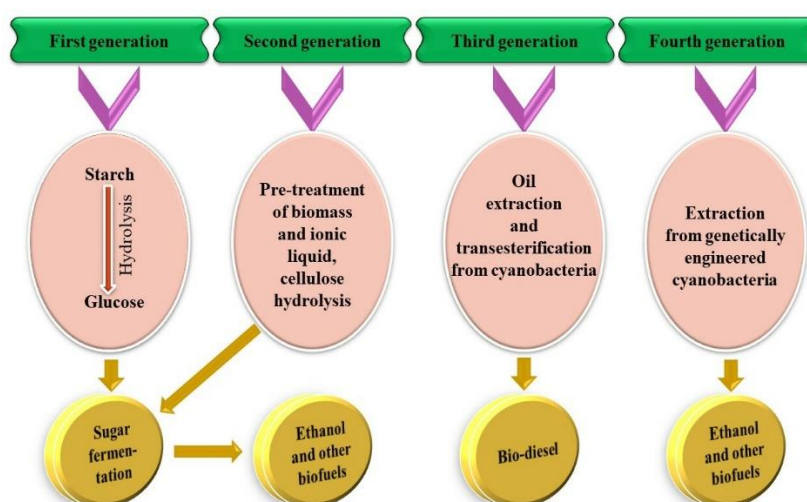 First generation
Second generation
Third generation
Fourth generation
Starch
Hydrolysis
Glucose
Pre-treatment
of biomass
and ionic
liquid,
cellulose
hydrolysis
Oil
extraction
and
transesterification
from cyanobacteria
Extraction
from genetically
engineered
cyanobacteria
Sugar
fermen-
tation
Ethanol
and other
biofuels
Bio-diesel
Ethanol
and other
biofuels